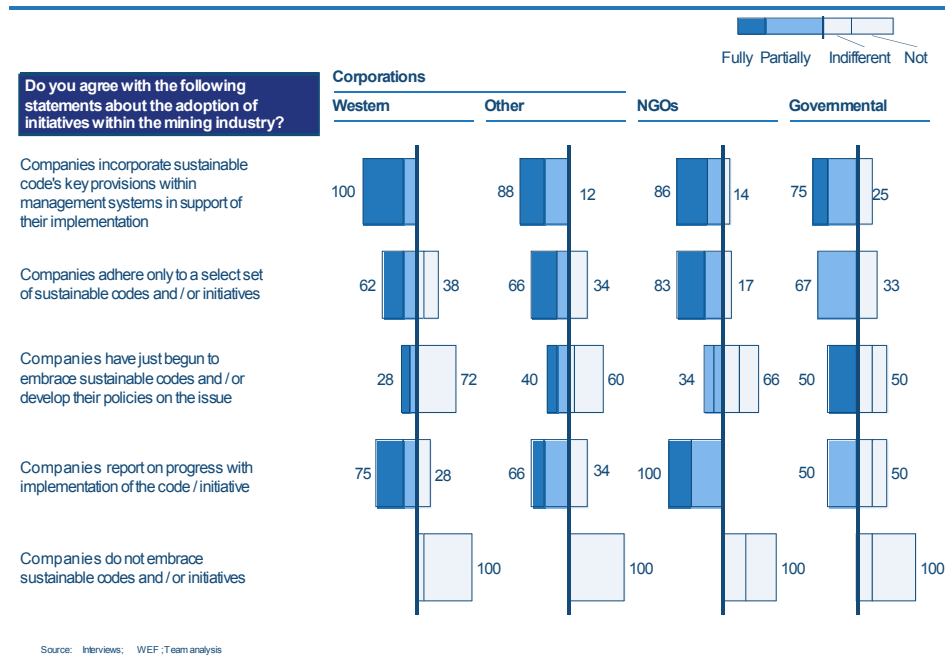 Fully Partially Indifferent Not
Do you agree with the following
statements about the adoption of
initiatives within the mining industry?
Corporations
Western Other NGOs Governmental
Companies incorporate sustainable
code's key provisions within
management systems in support of
their implementation
100 88 12 86 14 75 25
Companies adhere only to a select set
of sustainable codes and / or initiatives
62 38 66 34 83 17 67 33
Companies have just begun to
embrace sustainable codes and / or
develop their policies on the issue
28 72 40 60 34 66 50 50
Companies report on progress with
implementation of the code / initiative
75 28 66 34 100 50 50
Companies do not embrace
sustainable codes and / or initiatives
100 100 100 100
Source: Interviews; WEF ; Team analysis